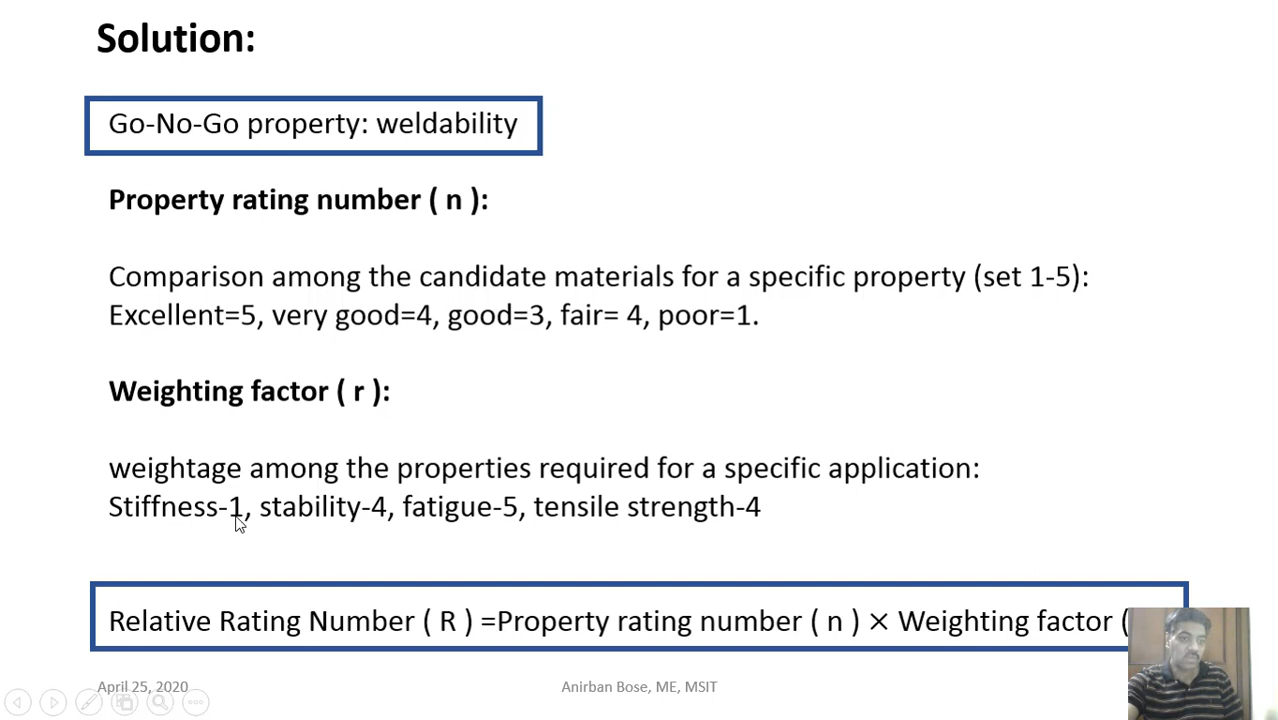 Solution:
Go-No-Go property: weldability
Property rating number ( n ):
Comparison among the candidate materials for a specific property (set 1-5):
Excellent=5, very good=4, good=3, fair= 4, poor=1.
Weighting factor ( r ):
weightage among the properties required for a specific application:
Stiffness-1, stability-4, fatigue-5, tensile strength-4
Relative Rating Number ( R ) =Property rating number ( n ) × Weighting factor (
April 25, 2020
Anirban Bose, ME, MSIT